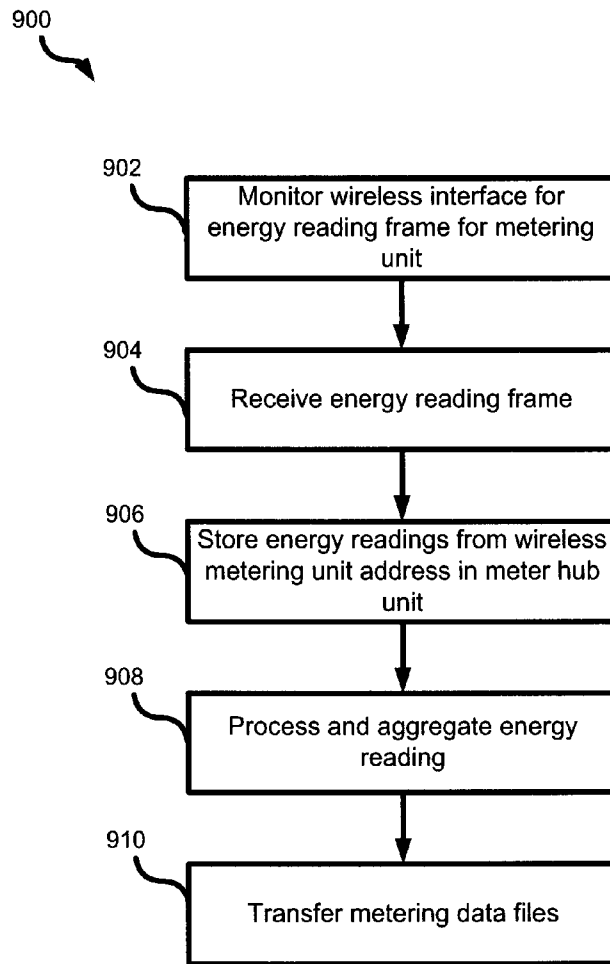 900
902
Monitor wireless interface for
energy reading frame for metering
unit
904
Receive energy reading frame
906
Store energy readings from wireless
metering unit address in meter hub
unit
908
Process and aggregate energy
reading
910
Transfer metering data files